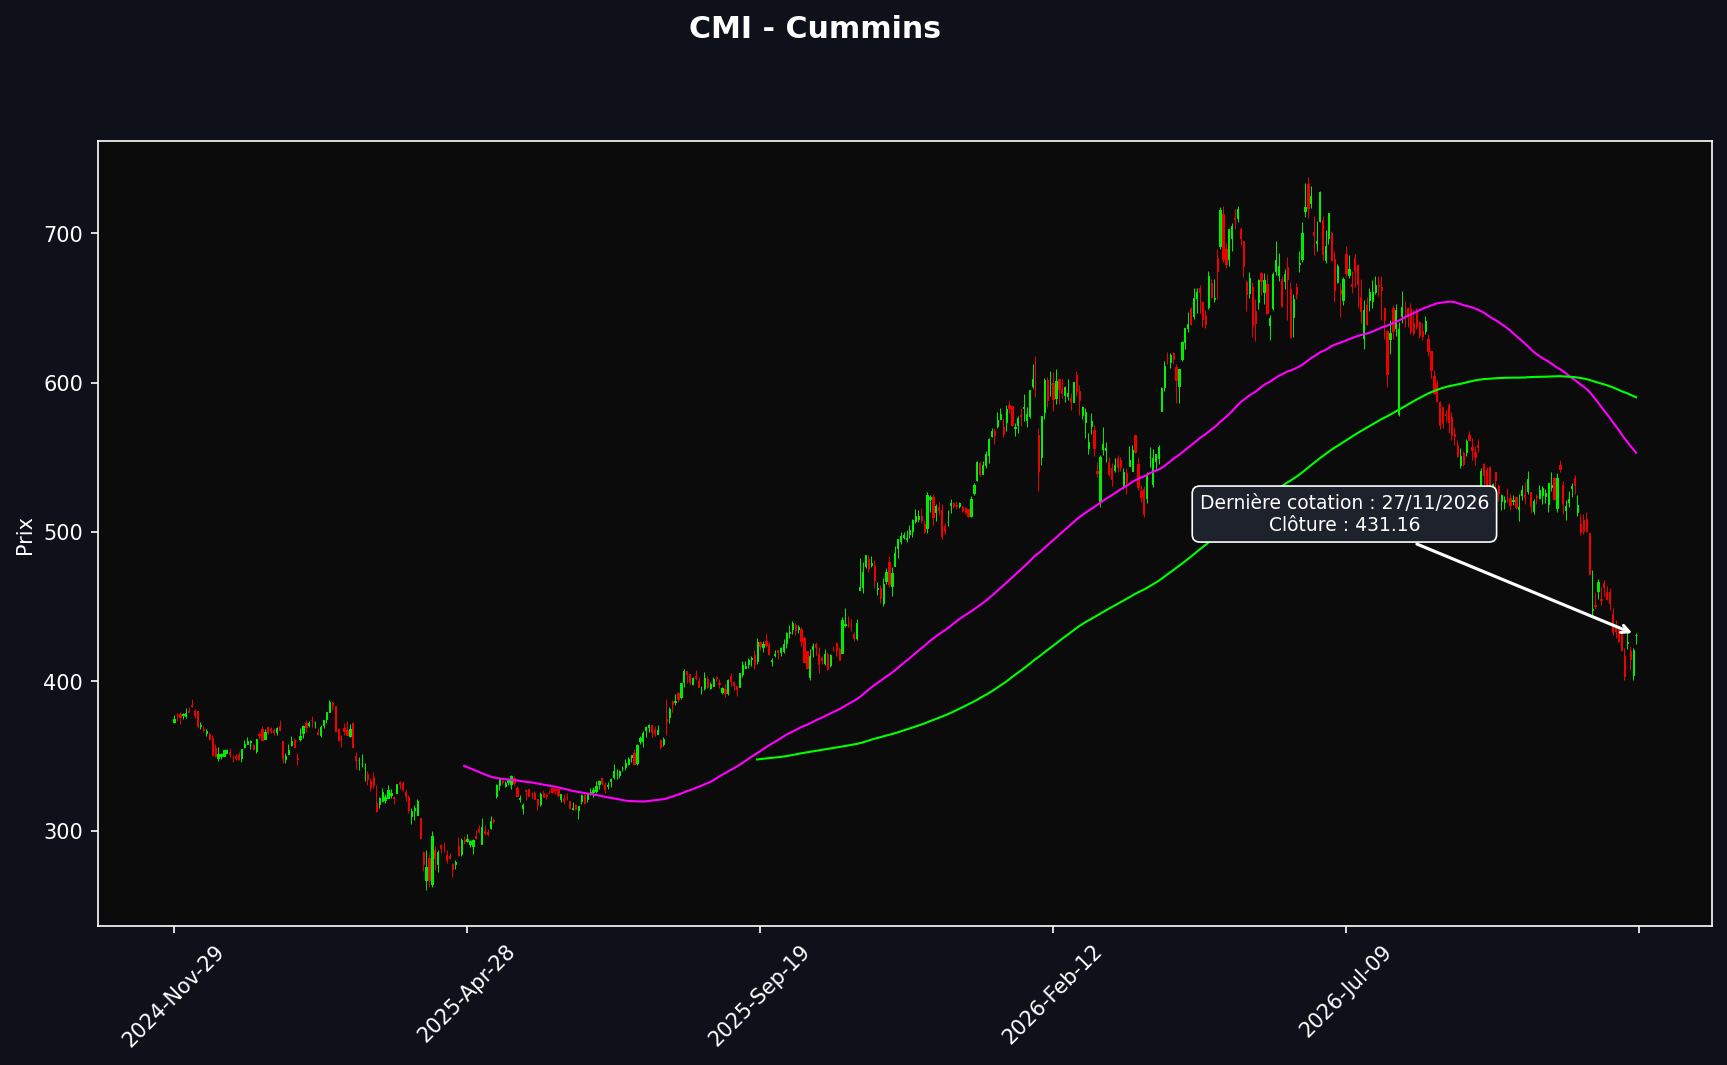 CMI - Cummins
Prix
700
600
500
400
300
Dernière cotation : 27/11/2026
Clôture : 431.16
2024-Nov-29
2025-Apr-28
2025-Sep-19
2026-Feb-12
2026-Jul-09